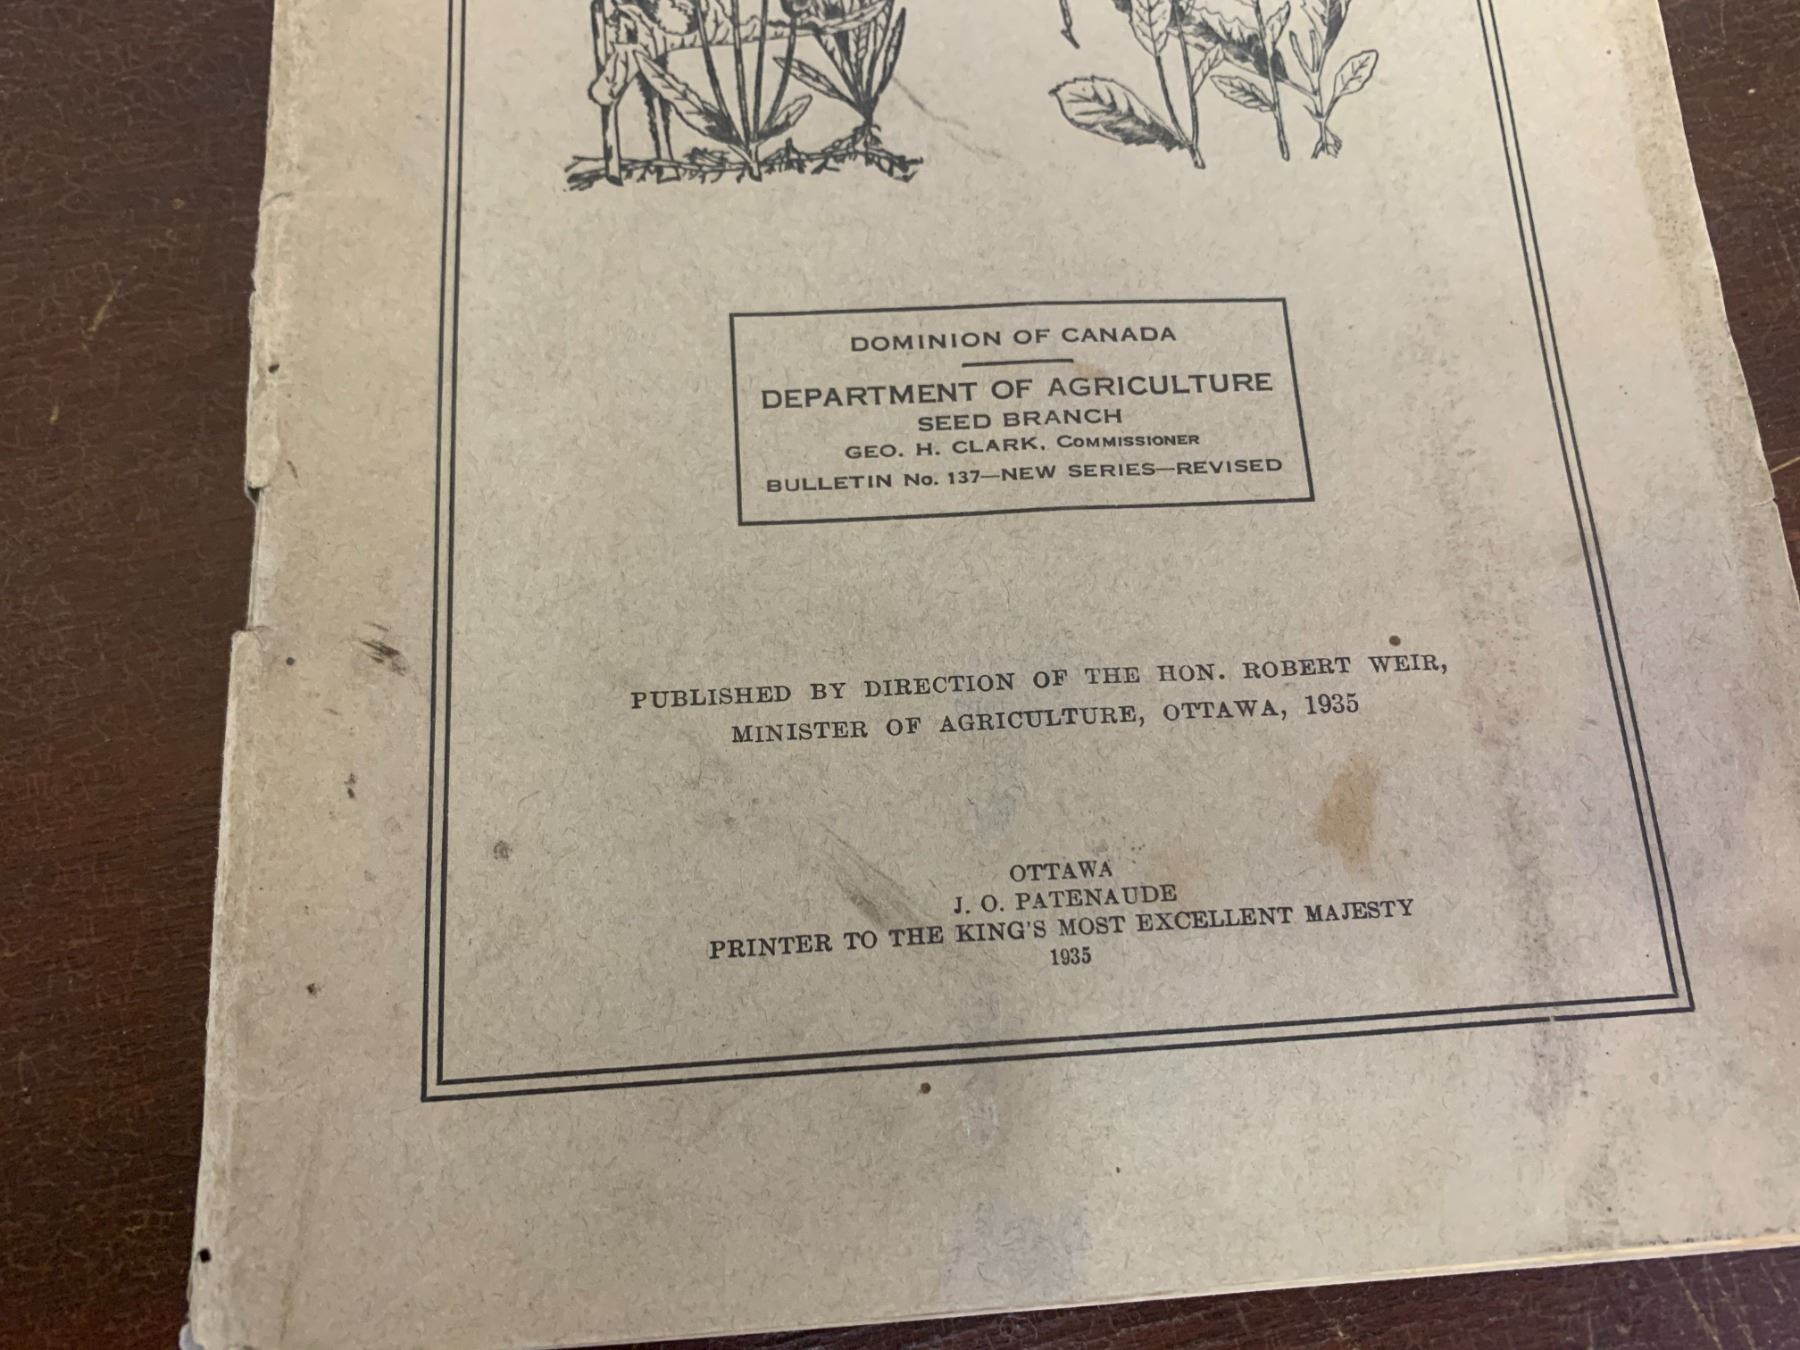 DOMINION OF CANADA
DEPARTMENT OF AGRICULTURE
SEED BRANCH
GEO. H. CLARK, COMMISSIONER
BULLETIN No. 137—NEW SERIES—REVISED
PUBLISHED BY DIRECTION OF THE HON. ROBERT WEIR,
MINISTER OF AGRICULTURE, OTTAWA, 1935
OTTAWA
J. O. PATENAUDE
PRINTER TO THE KING'S MOST EXCELLENT MAJESTY
1935